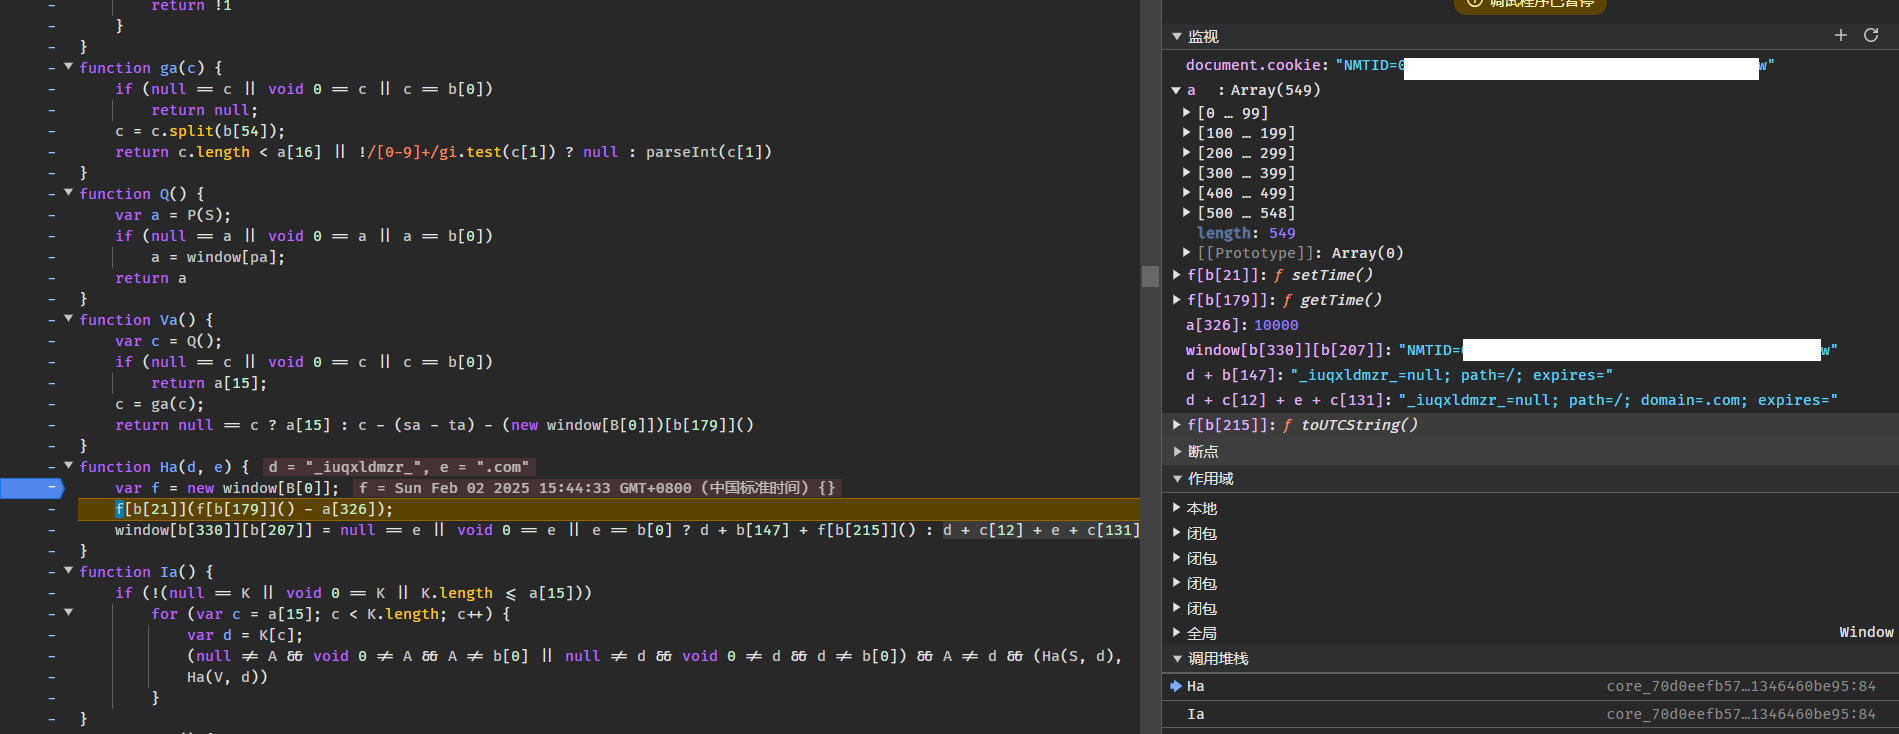 return !1
}
}
function ga(c) {
if (null == c || void 0 == c || c == b[0])
return null;
c = c.split(b[54]);
return c.length < a[16] || !/[0-9]+/gi.test(c[1]) ? null : parseInt(c[1])
}
function Q() {
var a = P(S);
if (null == a || void 0 == a || a == b[0])
a = window[pa];
return a
}
function Va() {
var c = Q();
if (null == c || void 0 == c || c == b[0])
return a[15];
c = ga(c);
return null == c ? a[15] : c - (sa - ta) - (new window[B[0]])[b[179]]()
}
function Ha(d, e) { d = "_iuqxldmzr_", e = ".com"
var f = new window[B[0]]; f = Sun Feb 02 2025 15:44:33 GMT+0800 (中国标准时间) {}
f[b[21]](f[b[179]]() - a[326]);
window[b[330]][b[207]] = null == e || void 0 == e || e == b[0] ? d + b[147] + f[b[215]]() : d + c[12] + e + c[131]
}
function Ia() {
if (!(null == K || void 0 == K || K.length <= a[15]))
for (var c = a[15]; c < K.length; c++) {
var d = K[c];
(null != A && void 0 != A && A != b[0] || null != d && void 0 != d && d != b[0]) && A != d && (Ha(S, d),
Ha(V, d))
}
}
调试程序已暂停
监视
document.cookie: "NMTID=0 w"
a : Array(549)
[0 … 99]
[100 … 199]
[200 … 299]
[300 … 399]
[400 … 499]
[500 … 548]
length: 549
[[Prototype]]: Array(0)
f[b[21]]: ƒ setTime()
f[b[179]]: ƒ getTime()
a[326]: 10000
window[b[330]][b[207]]: "NMTID= w"
d + b[147]: "_iuqxldmzr_=null; path=/; expires="
d + c[12] + e + c[131]: "_iuqxldmzr_=null; path=/; domain=.com; expires="
f[b[215]]: ƒ toUTCString()
断点
作用域
本地
闭包
闭包
闭包
闭包
全局 Window
调用堆栈
Ha core_70d0eefb57…1346460be95:84
Ia core_70d0eefb57…1346460be95:84